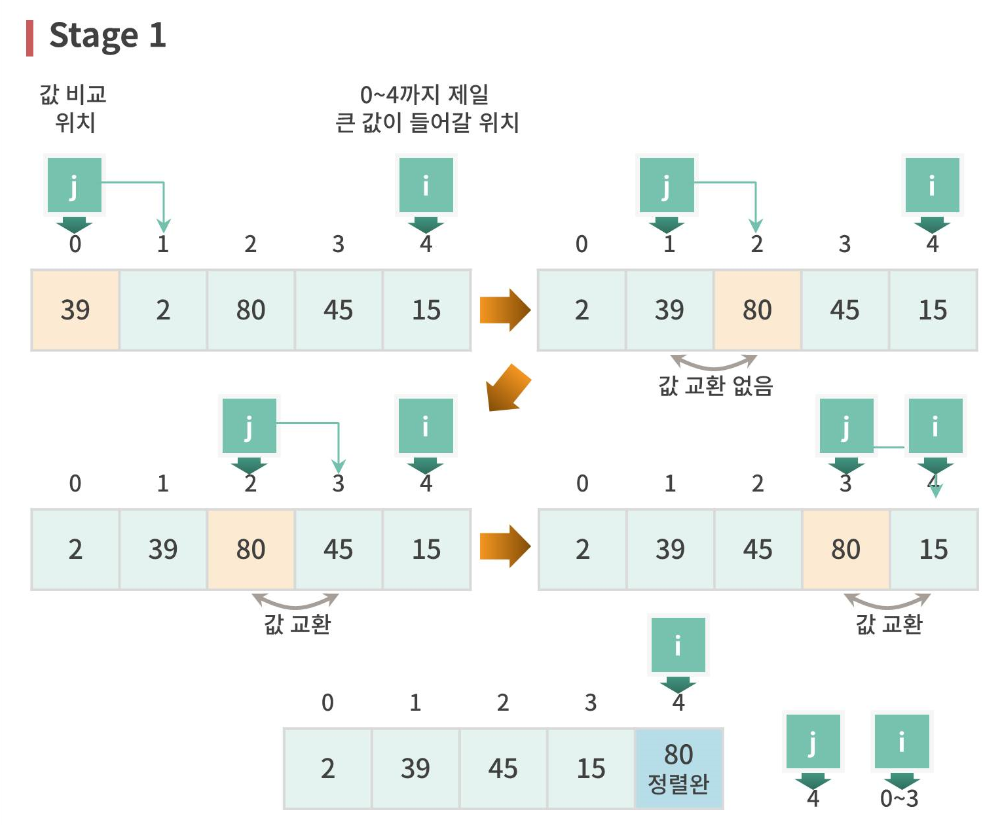 Stage 1
값 비교
위치
0~4까지 제일
큰 값이 들어갈 위치
j i j i
0 1 2 3 4 0 1 2 3 4
39 2 80 45 15 2 39 80 45 15
값 교환 없음
j i j i
0 1 2 3 4 0 1 2 3 4
2 39 80 45 15 2 39 45 80 15
값 교환 값 교환
i
0 1 2 3 4
j i
2 39 45 15 80
정렬완
4 0~3